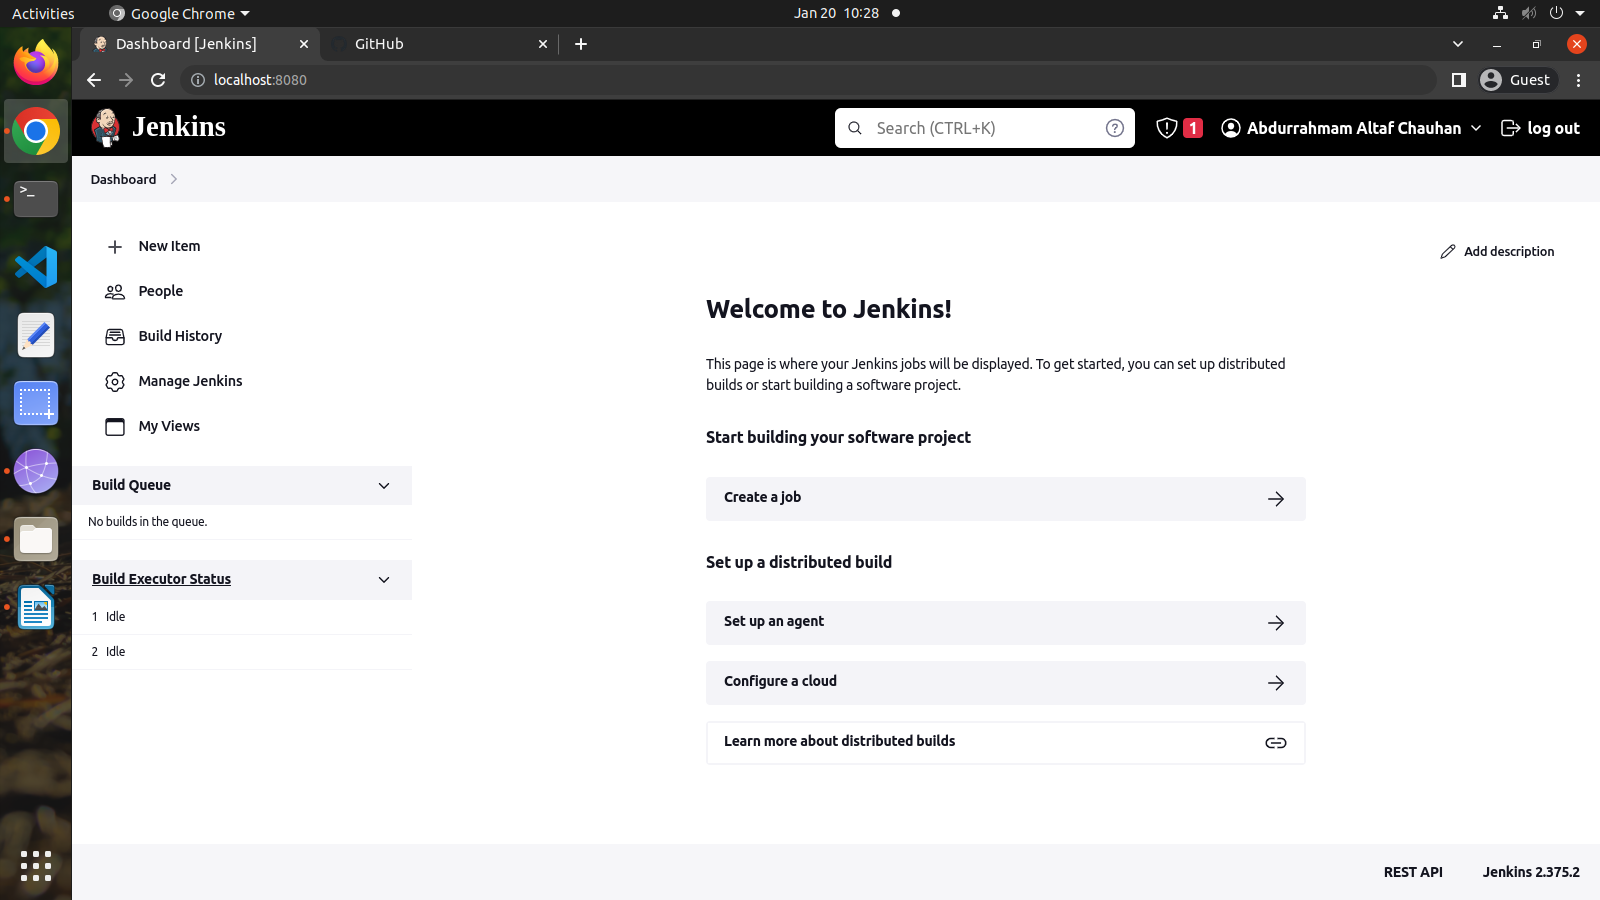 Activities
Google Chrome
Jan 20 10:28
Dashboard [Jenkins]
GitHub
localhost:8080
Guest
Jenkins
Search (CTRL+K)
1
Abdurrahmam Altaf Chauhan
log out
Dashboard
New Item
People
Build History
Manage Jenkins
My Views
Build Queue
No builds in the queue.
Build Executor Status
1 Idle
2 Idle
Add description
Welcome to Jenkins!
This page is where your Jenkins jobs will be displayed. To get started, you can set up distributed
builds or start building a software project.
Start building your software project
Create a job
Set up a distributed build
Set up an agent
Configure a cloud
Learn more about distributed builds
REST API
Jenkins 2.375.2